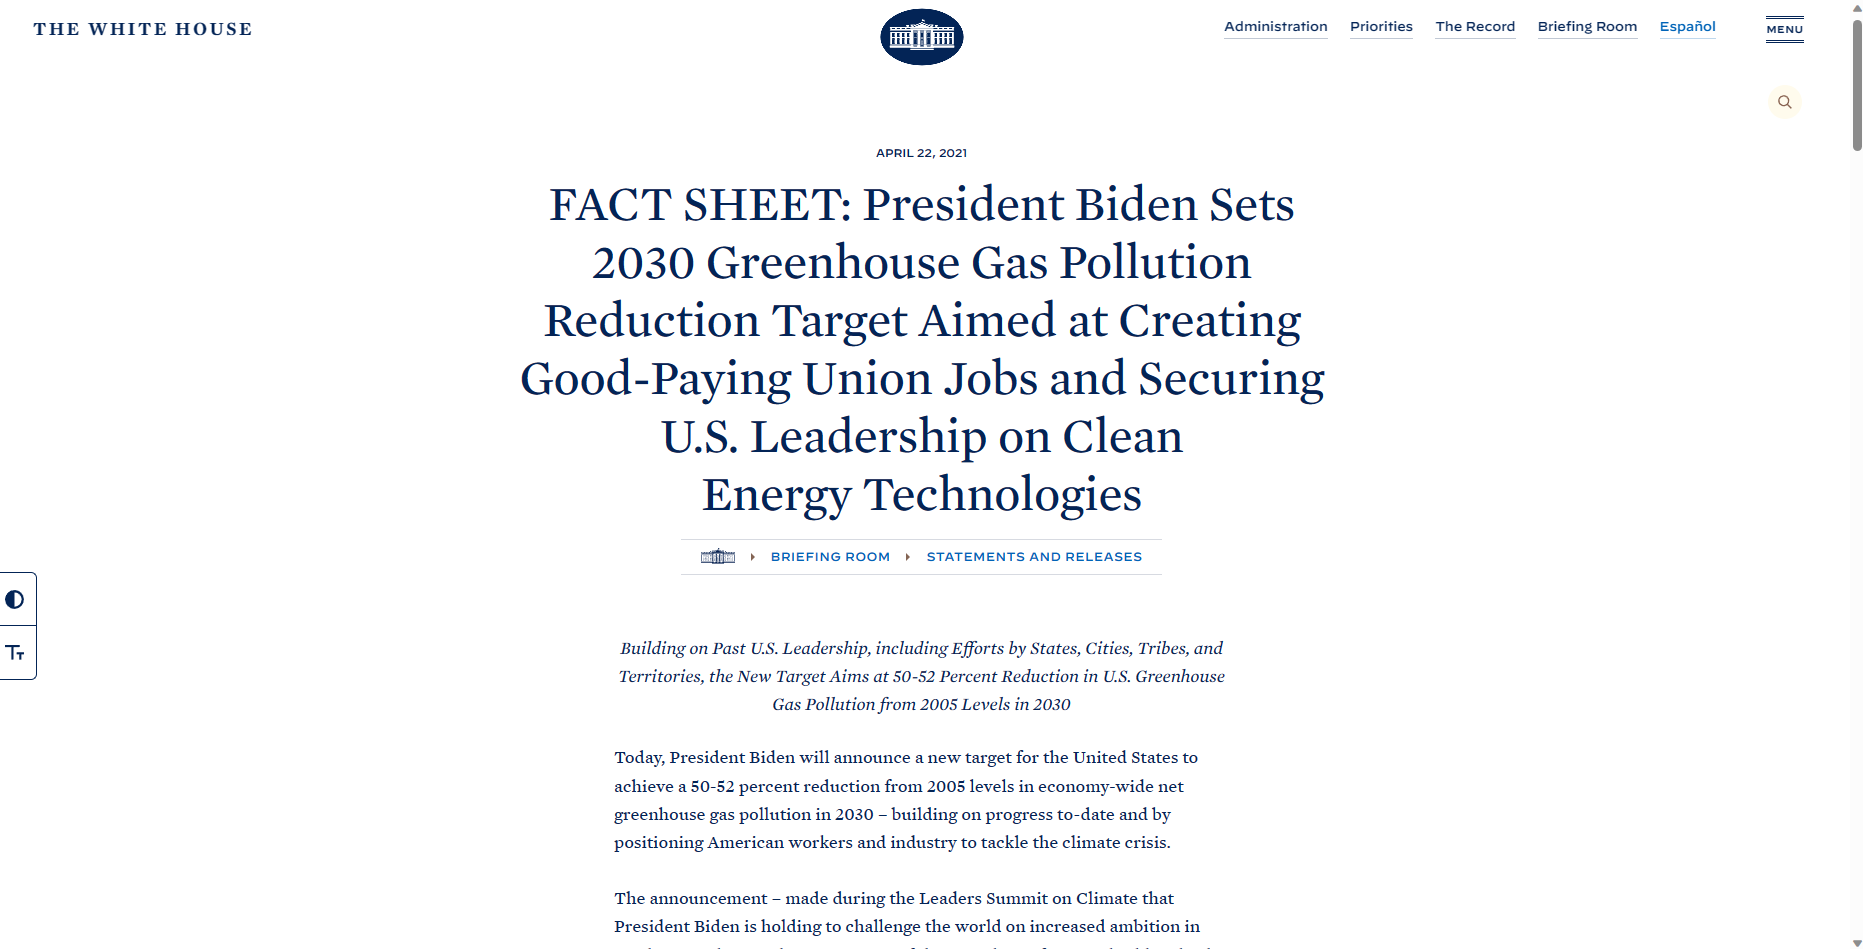 THE WHITE HOUSE
Administration
Priorities
The Record
Briefing Room
Español
MENU
APRIL 22, 2021
FACT SHEET: President Biden Sets
2030 Greenhouse Gas Pollution
Reduction Target Aimed at Creating
Good-Paying Union Jobs and Securing
U.S. Leadership on Clean
Energy Technologies
BRIEFING ROOM
STATEMENTS AND RELEASES
Tt
Building on Past U.S. Leadership, including Efforts by States, Cities, Tribes, and
Territories, the New Target Aims at 50-52 Percent Reduction in U.S. Greenhouse
Gas Pollution from 2005 Levels in 2030
Today, President Biden will announce a new target for the United States to
achieve a 50-52 percent reduction from 2005 levels in economy-wide net
greenhouse gas pollution in 2030 – building on progress to-date and by
positioning American workers and industry to tackle the climate crisis.
The announcement – made during the Leaders Summit on Climate that
President Biden is holding to challenge the world on increased ambition in